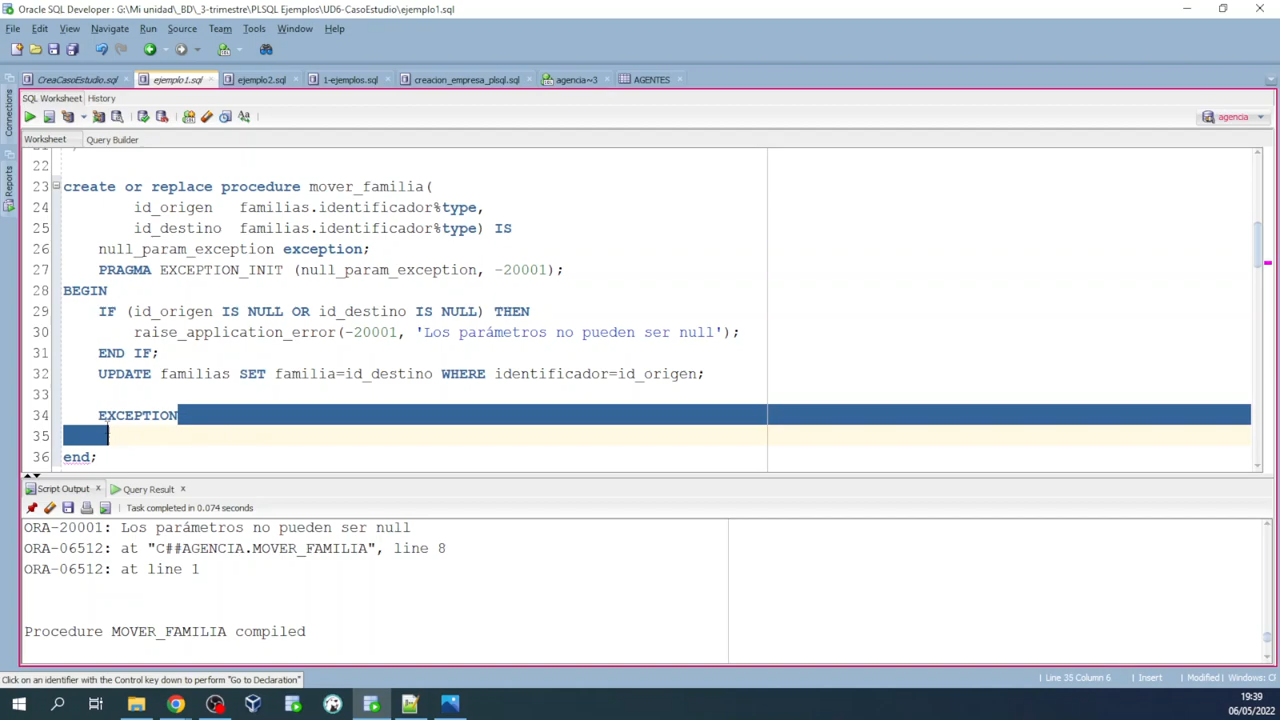 Oracle SQL Developer: G:\Mi unidad\_BD\_3-trimestre\PLSQL Ejemplos\UD6-CasoEstudio\ejemplo1.sql
File Edit View Navigate Run Source Team Tools Window Help
CreaCasoEstudio.sql ejemplo1.sql ejemplo2.sql 1-ejemplos.sql creacion_empresa_plsql.sql agencia~3 AGENTES
SQL Worksheet History
agencia
Worksheet Query Builder
Connections
Reports
22
23 create or replace procedure mover_familia(
24 id_origen familias.identificador%type,
25 id_destino familias.identificador%type) IS
26 null_param_exception exception;
27 PRAGMA EXCEPTION_INIT (null_param_exception, -20001);
28 BEGIN
29 IF (id_origen IS NULL OR id_destino IS NULL) THEN
30 raise_application_error(-20001, 'Los parámetros no pueden ser null');
31 END IF;
32 UPDATE familias SET familia=id_destino WHERE identificador=id_origen;
33
34 EXCEPTION
35
36 end;
Script Output Query Result
Task completed in 0.074 seconds
ORA-20001: Los parámetros no pueden ser null
ORA-06512: at "C##AGENCIA.MOVER_FAMILIA", line 8
ORA-06512: at line 1
Procedure MOVER_FAMILIA compiled
Click on an identifier with the Control key down to perform "Go to Declaration"
Line 35 Column 6 Insert Modified Windows: CF
19:39
06/05/2022